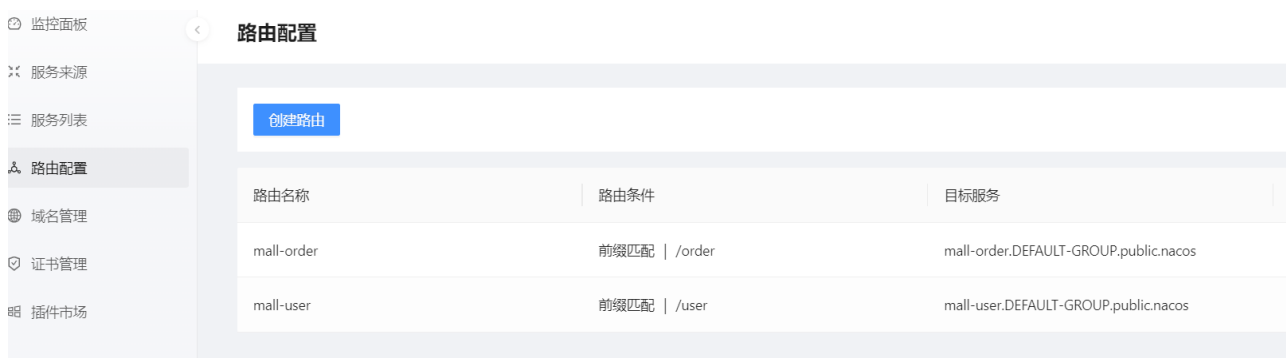 监控面板
服务来源
服务列表
路由配置
域名管理
证书管理
插件市场
路由配置
创建路由
路由名称 路由条件 目标服务
mall-order 前缀匹配 | /order mall-order.DEFAULT-GROUP.public.nacos
mall-user 前缀匹配 | /user mall-user.DEFAULT-GROUP.public.nacos